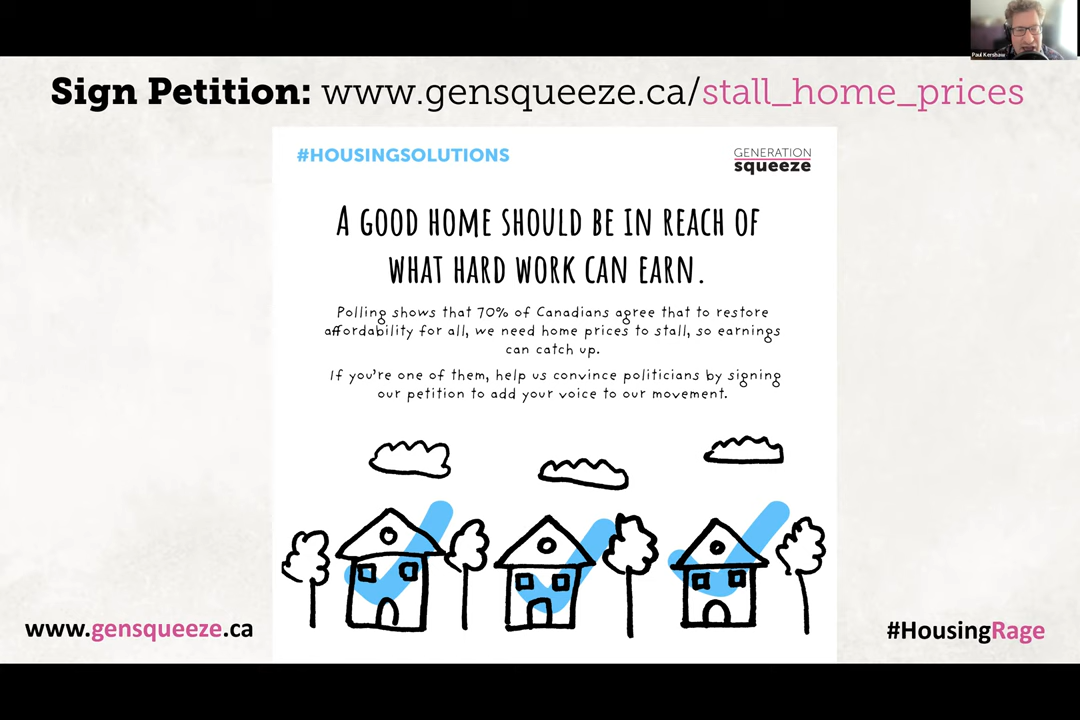 Paul Kershaw
Sign Petition: www.gensqueeze.ca/stall_home_prices
#HOUSINGSOLUTIONS
GENERATION
squeeze
A GOOD HOME SHOULD BE IN REACH OF
WHAT HARD WORK CAN EARN.
Polling shows that 70% of Canadians agree that to restore
affordability for all, we need home prices to stall, so earnings
can catch up.
If you're one of them, help us convince politicians by signing
our petition to add your voice to our movement.
www.gensqueeze.ca
#HousingRage